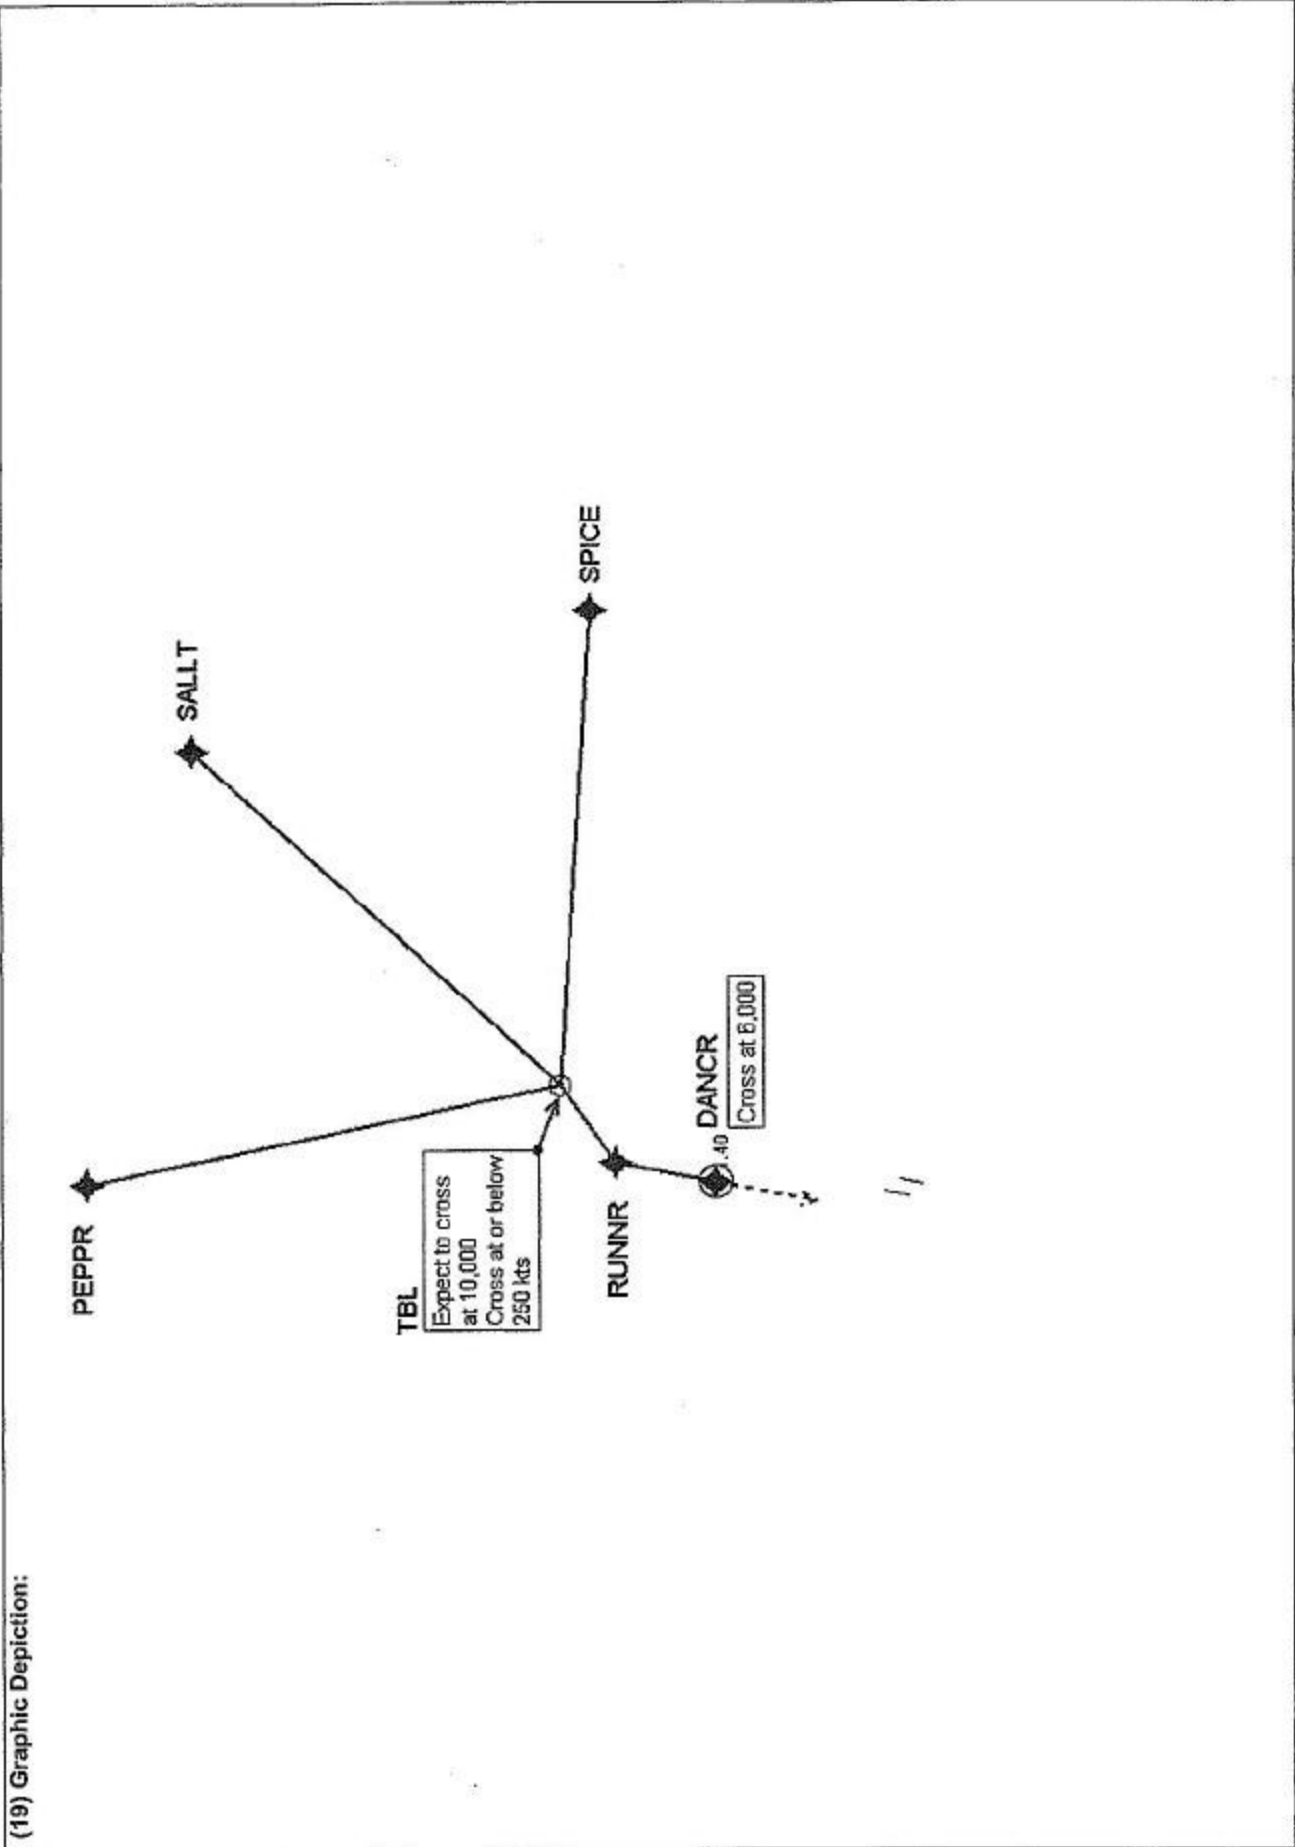 (19) Graphic Depiction:
PEPPR
SALLT
TBL
Expect to cross
at 10,000
Cross at or below
250 kts
SPICE
RUNNR
.40
DANCR
Cross at 6,000